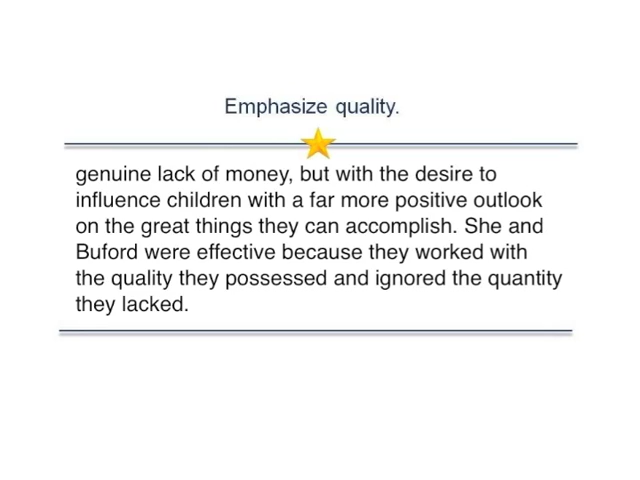 Emphasize quality.
genuine lack of money, but with the desire to
influence children with a far more positive outlook
on the great things they can accomplish. She and
Buford were effective because they worked with
the quality they possessed and ignored the quantity
they lacked.